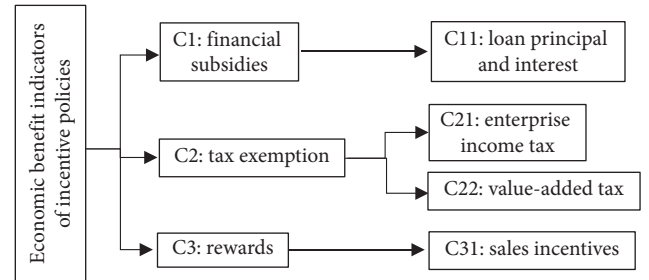 Economic benefit indicators
of incentive policies
C1: financial
subsidies
C11: loan principal
and interest
C2: tax exemption
C21: enterprise
income tax
C22: value-added tax
C3: rewards
C31: sales incentives